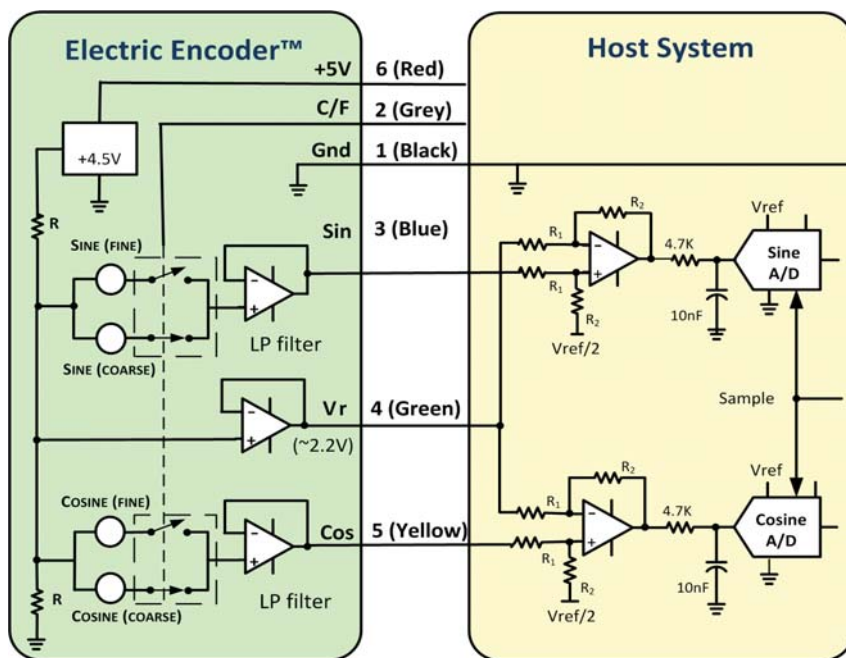 Electric Encoder™
Host System
+5V 6 (Red)
C/F 2 (Grey)
+4.5V
Gnd 1 (Black)
R
Sin 3 (Blue)
SINE (FINE)
SINE (COARSE)
LP filter
R₁
R₂
R₁
R₂
Vref/2
4.7K
10nF
Vref
Sine
A/D
Vr 4 (Green)
(~2.2V)
Sample
COSINE (FINE)
COSINE (COARSE)
R
LP filter
Cos 5 (Yellow)
R₁
R₂
R₁
R₂
Vref/2
4.7K
10nF
Vref
Cosine
A/D